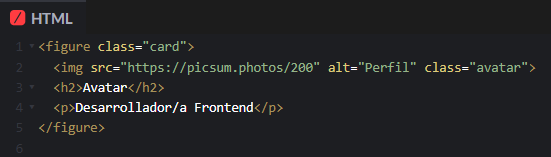 HTML
1 <figure class="card">
2 <img src="https://picsum.photos/200" alt="Perfil" class="avatar">
3 <h2>Avatar</h2>
4 <p>Desarrollador/a Frontend</p>
5 </figure>
6